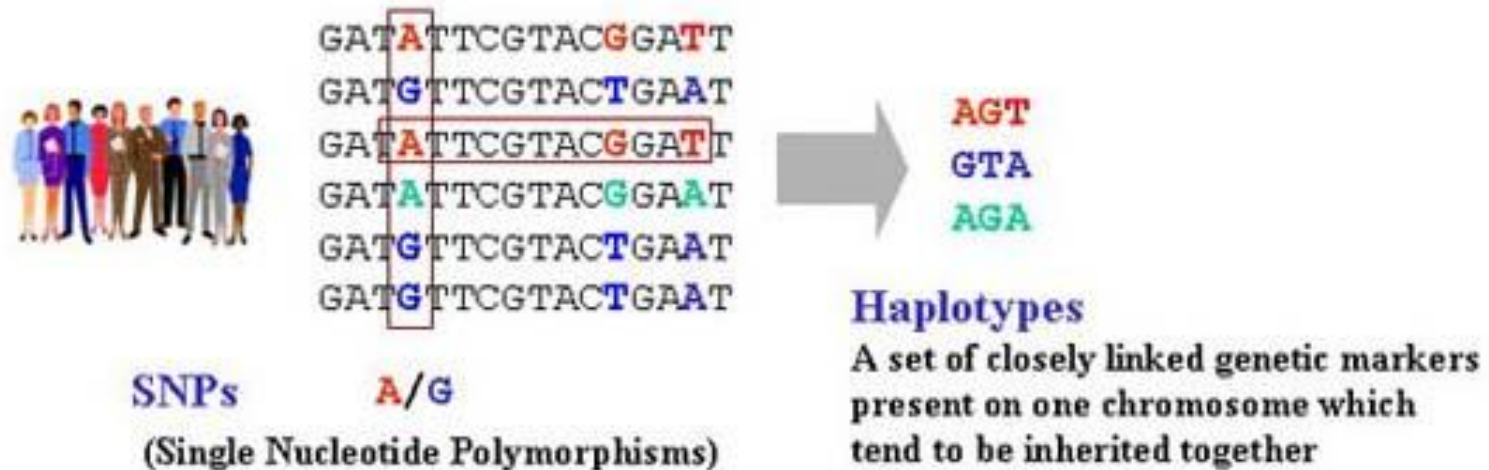 GATATTCGTACGGATT
GATGTTCGTACTGAAT
GATATTCGTACGGATT
GATATTCGTACGGAAT
GATGTTCGTACTGAAT
GATGTTCGTACTGAAT
SNPs A/G
(Single Nucleotide Polymorphisms)
AGT
GTA
AGA
Haplotypes
A set of closely linked genetic markers
present on one chromosome which
tend to be inherited together